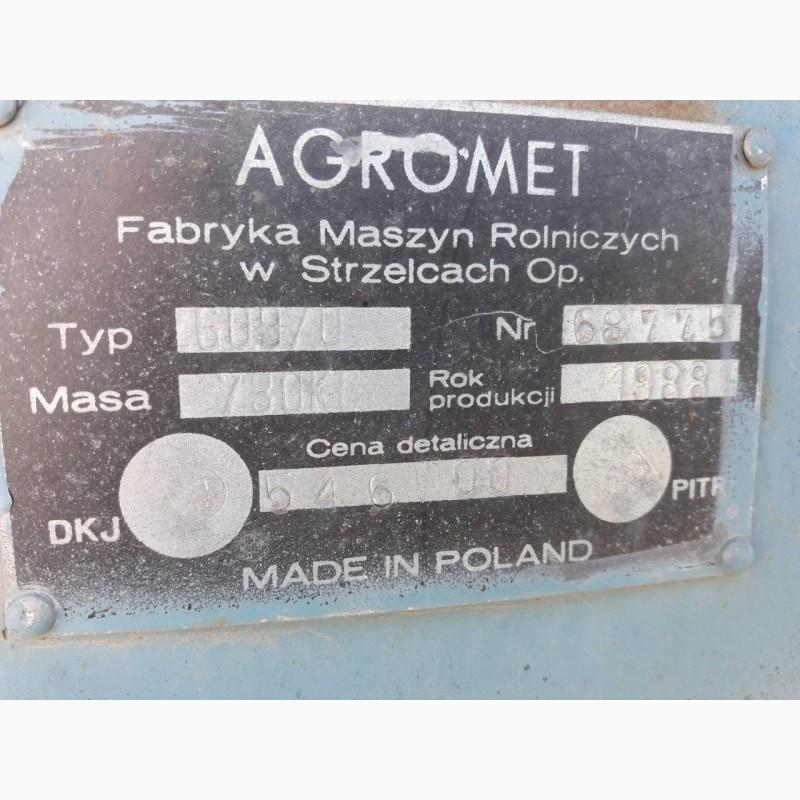 AGROMET
Fabryka Maszyn Rolniczych
w Strzelcach Op.
Typ Nr 68775
Masa Rok produkcji 1988
Cena detaliczna
DKJ PITR
MADE IN POLAND